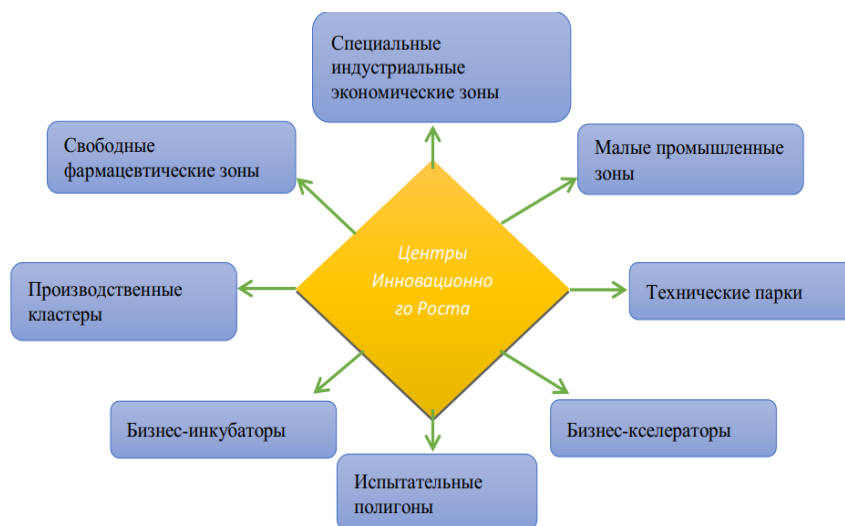 Специальные
индустриальные
экономические зоны
Свободные
фармацевтические зоны
Малые промышленные
зоны
Центры
Инновационно
го Роста
Производственные
кластеры
Технические парки
Бизнес-инкубаторы
Бизнес-кселераторы
Испытательные
полигоны